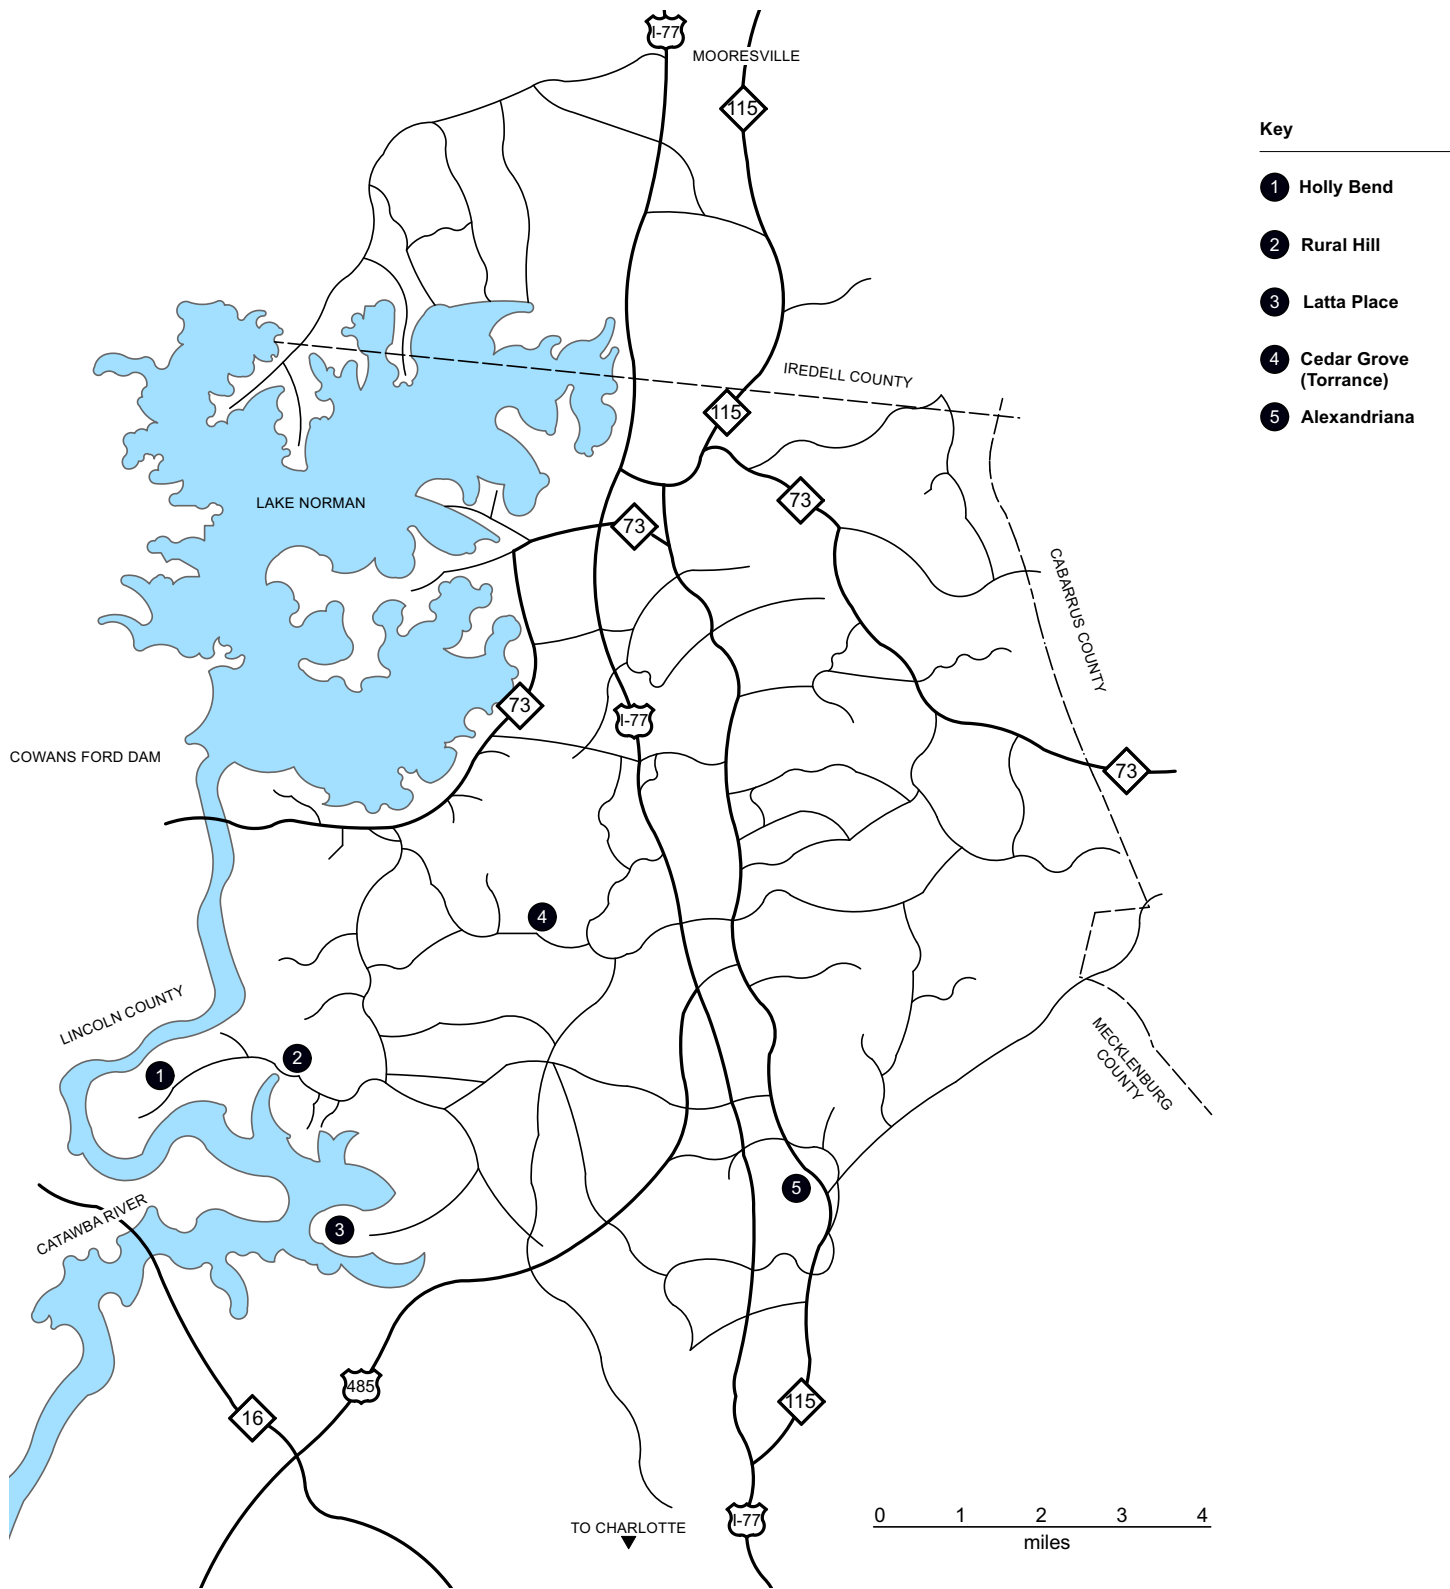 I-77
MOORESVILLE
115
Key
1 Holly Bend
2 Rural Hill
3 Latta Place
4 Cedar Grove
(Torrance)
5 Alexandriana
IREDELL COUNTY
115
73
LAKE NORMAN
73
CABARRUS COUNTY
73
I-77
COWANS FORD DAM
73
4
LINCOLN COUNTY
2
1
MECKLENBURG
COUNTY
5
CATAWBA RIVER
3
485
115
16
I-77
TO CHARLOTTE
0 1 2 3 4
miles